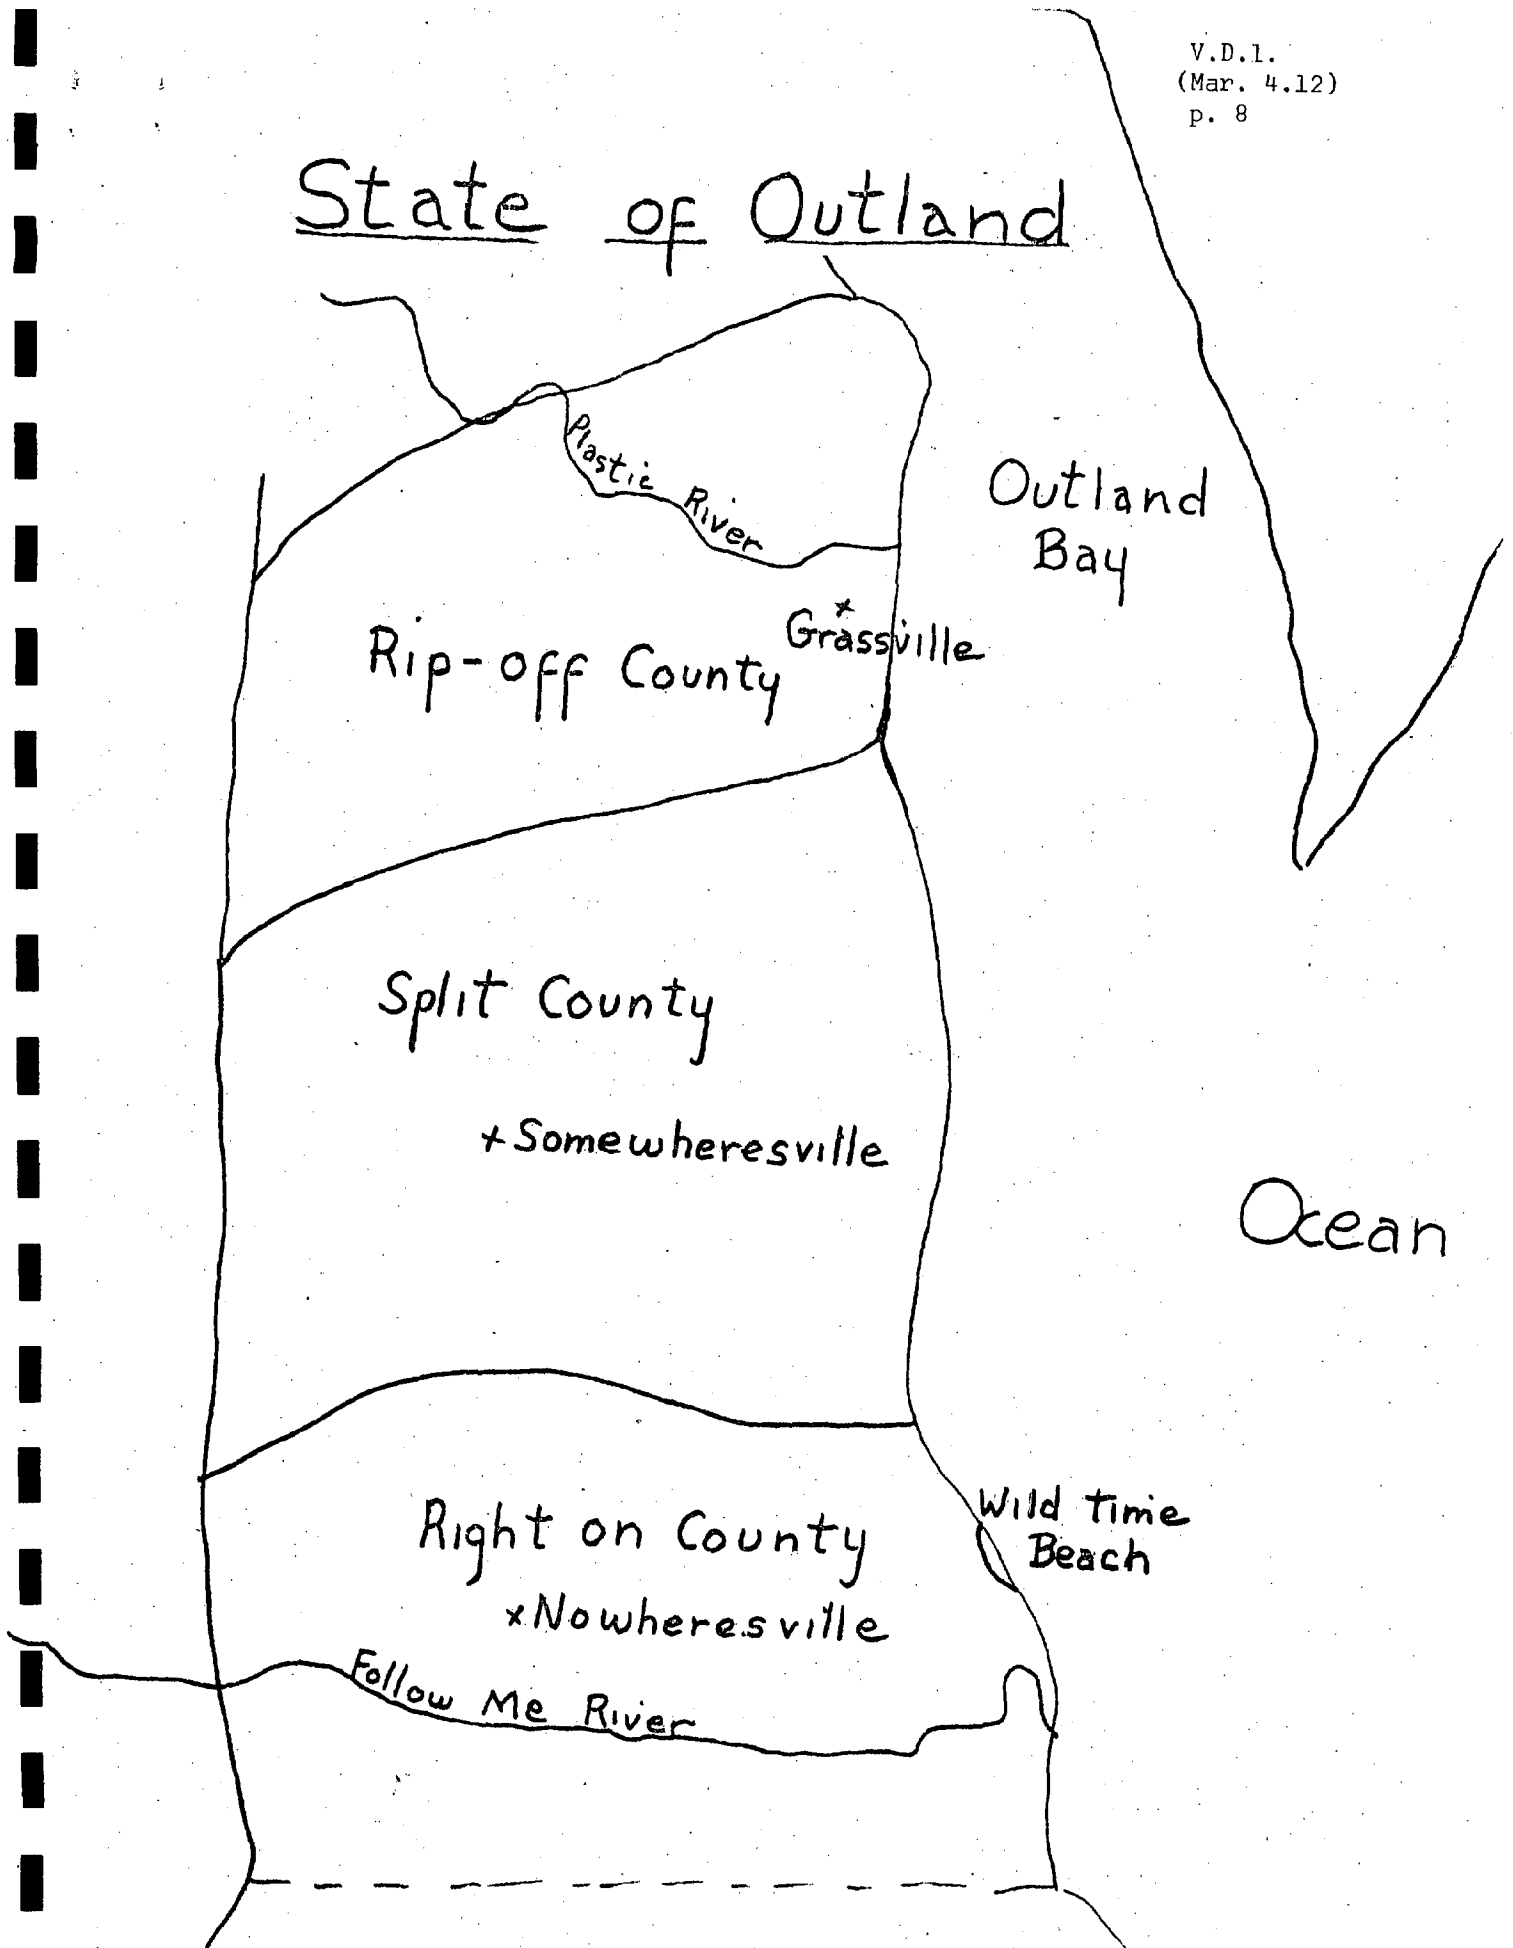 V.D.1.
(Mar. 4.12)
p. 8
State of Outland
Plastic River
Outland
Bay
Grassville
Rip-off County
Split County
Somewheresville
Ocean
Wild Time
Beach
Right on County
Nowheresville
Follow Me River